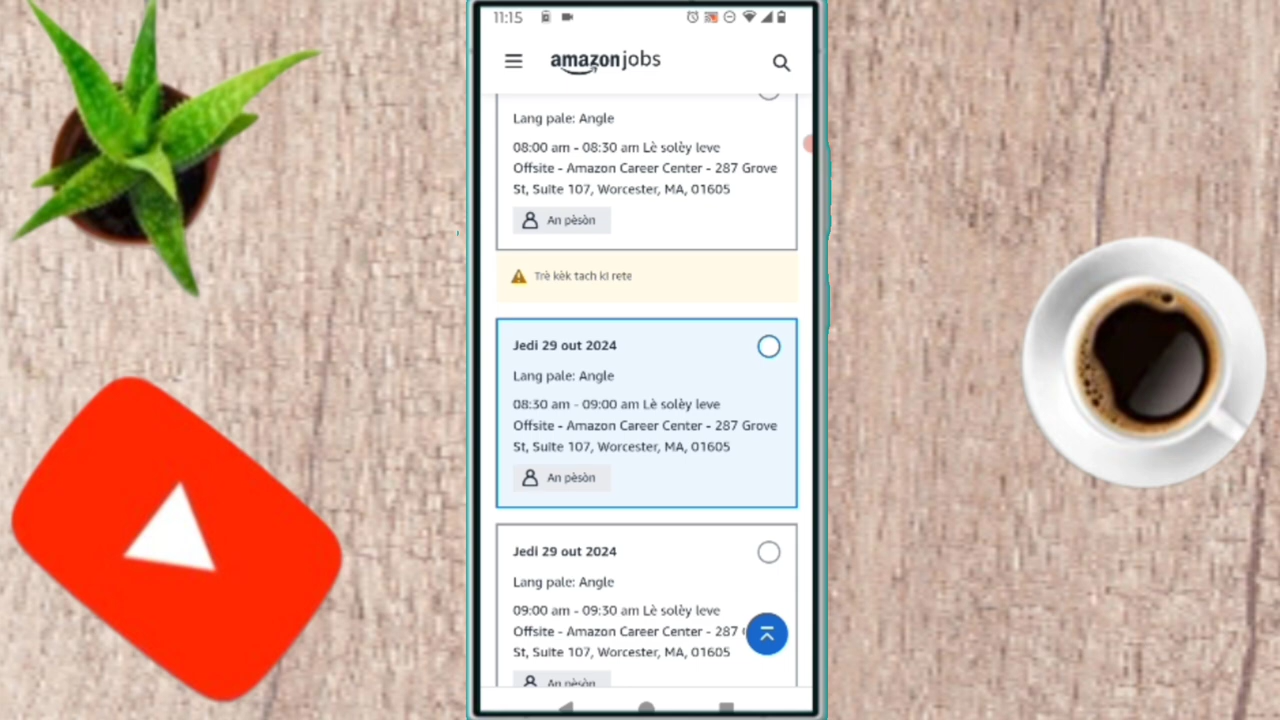 11:15
amazon jobs
Lang pale: Angle
08:00 am - 08:30 am Lè solèy leve
Offsite - Amazon Career Center - 287 Grove
St, Suite 107, Worcester, MA, 01605
An pèsòn
Trè kèk tach ki rete
Jedi 29 out 2024
Lang pale: Angle
08:30 am - 09:00 am Lè solèy leve
Offsite - Amazon Career Center - 287 Grove
St, Suite 107, Worcester, MA, 01605
An pèsòn
Jedi 29 out 2024
Lang pale: Angle
09:00 am - 09:30 am Lè solèy leve
Offsite - Amazon Career Center - 287
St, Suite 107, Worcester, MA, 01605
An pèsòn